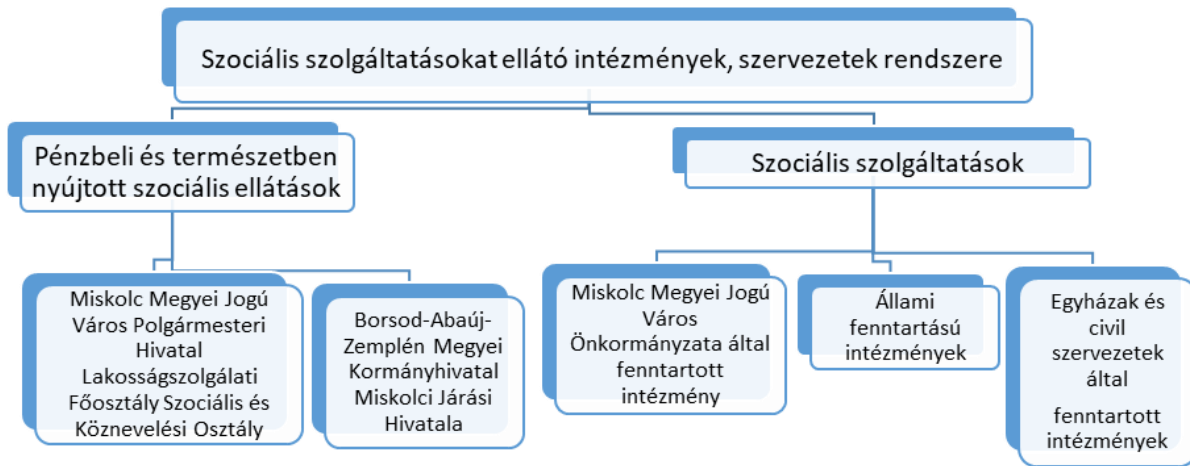 Szociális szolgáltatásokat ellátó intézmények, szervezetek rendszere
Pénzbeli és természetben
nyújtott szociális ellátások
Szociális szolgáltatások
Miskolc Megyei Jogú
Város Polgármesteri
Hivatal
Lakosságszolgálati
Főosztály Szociális és
Köznevelési Osztály
Borsod-Abaúj-
Zemplén Megyei
Kormányhivatal
Miskolci Járási
Hivatala
Miskolc Megyei Jogú
Város
Önkormányzata által
fenntartott
intézmény
Állami
fenntartású
intézmények
Egyházak és
civil
szervezetek
által
fenntartott
intézmények